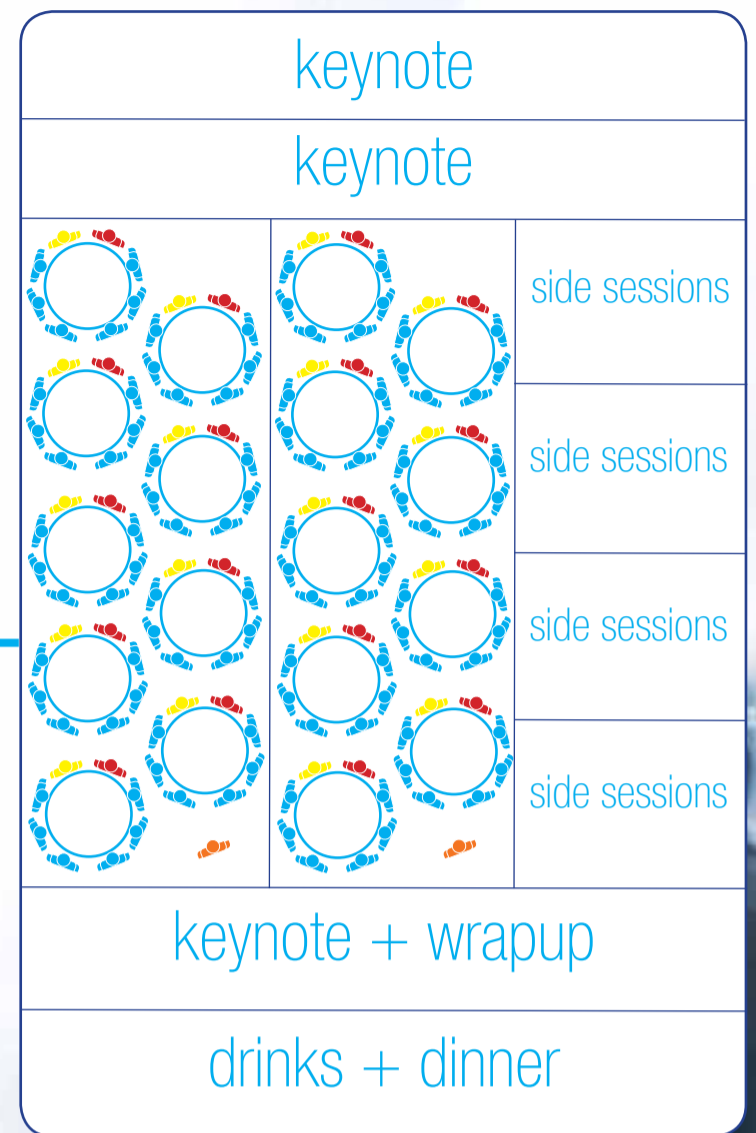 keynote
keynote
side sessions
side sessions
side sessions
side sessions
keynote + wrapup
drinks + dinner